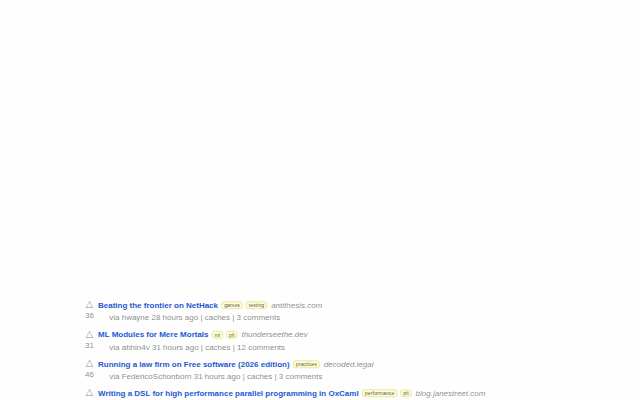 Beating the frontier on NetHack games testing antithesis.com
36 via hwayne 28 hours ago | caches | 3 comments
ML Modules for Mere Mortals ml plt thunderseethe.dev
31 via abhin4v 31 hours ago | caches | 12 comments
Running a law firm on Free software (2026 edition) practices decoded.legal
46 via FedericoSchonborn 31 hours ago | caches | 3 comments
Writing a DSL for high performance parallel programming in OxCaml performance plt blog.janestreet.com